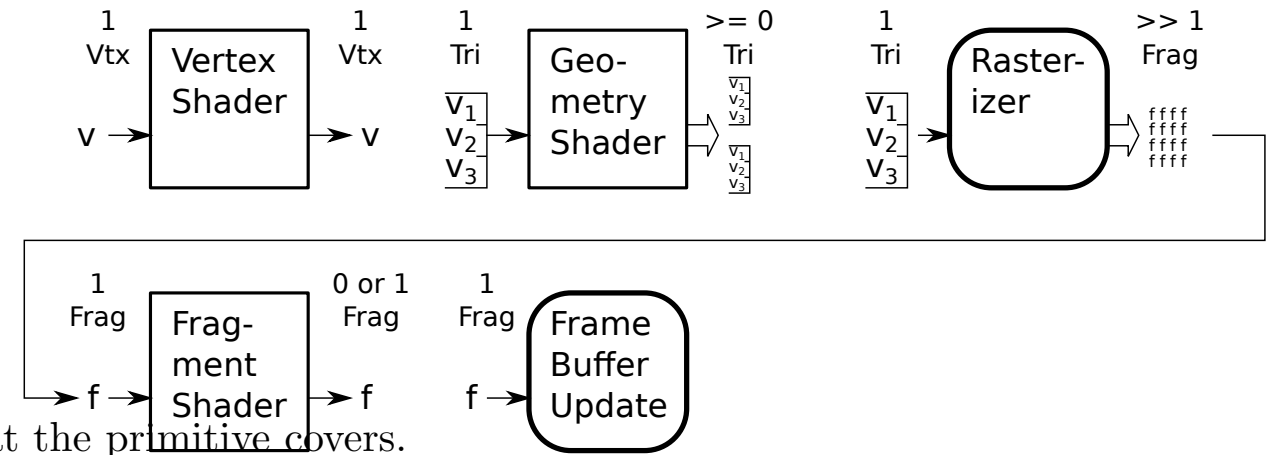 1
Vtx
Vertex
Shader
v
1
Vtx
v
1
Tri
v1
v2
v3
Geo-
metry
Shader
>= 0
Tri
v1
v2
v3
v1
v2
v3
1
Tri
v1
v2
v3
Raster-
izer
>> 1
Frag
f f f f
f f f f
f f f f
f f f f
1
Frag
f
Frag-
ment
Shader
0 or 1
Frag
f
1
Frag
f
Frame
Buffer
Update
the primitive covers.